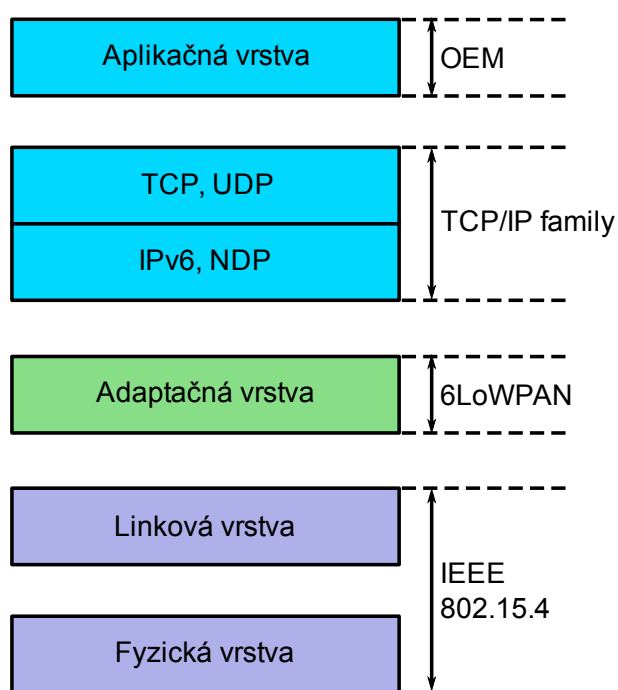 Aplikačná vrstva
OEM
TCP, UDP
IPv6, NDP
TCP/IP family
Adaptačná vrstva
6LoWPAN
Linková vrstva
Fyzická vrstva
IEEE
802.15.4